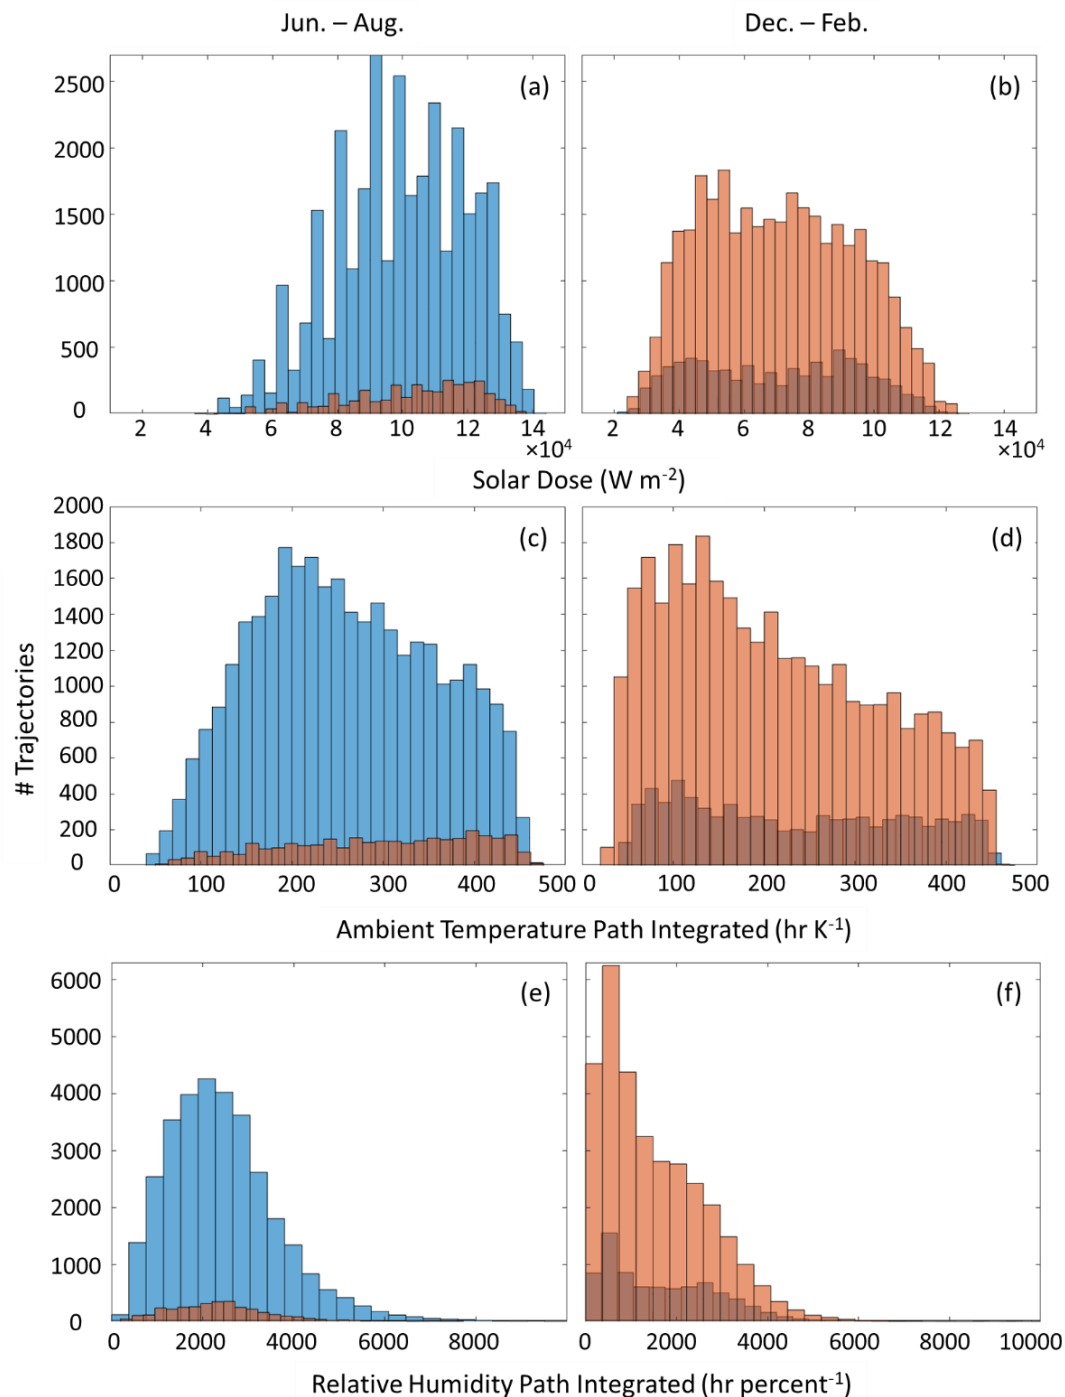 Jun. – Aug.
Dec. – Feb.
(a)
(b)
2500
2000
1500
1000
500
0
2 4 6 8 10 12 14
×10⁴
2 4 6 8 10 12 14
×10⁴
Solar Dose (W m⁻²)
(c)
(d)
2000
1800
1600
1400
1200
1000
800
600
400
200
0
# Trajectories
0 100 200 300 400 500
0 100 200 300 400 500
Ambient Temperature Path Integrated (hr K⁻¹)
(e)
(f)
6000
5000
4000
3000
2000
1000
0
0 2000 4000 6000 8000
0 2000 4000 6000 8000 10000
Relative Humidity Path Integrated (hr percent⁻¹)